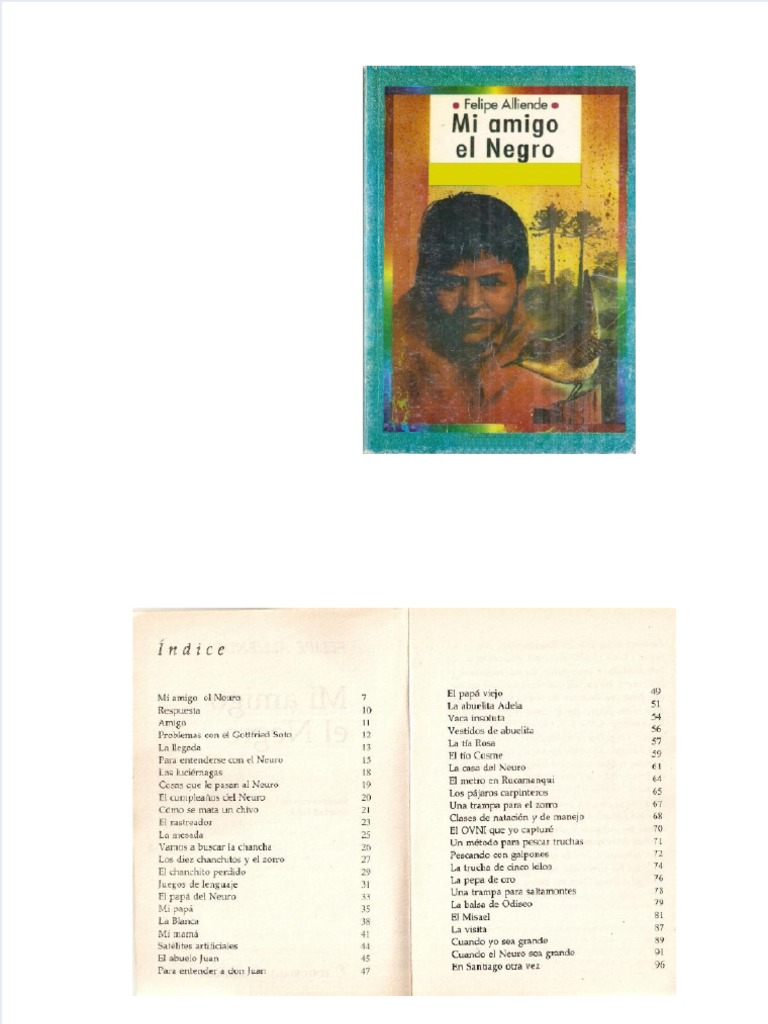 Felipe Alliende
Mi amigo
el Negro
Índice
Mi amigo el Neuro 7
Respuesta 10
Amigo 11
Problemas con el Gottfried Soto 12
La llegada 13
Para entenderse con el Neuro 15
Las luciérnagas 18
Cosas que le pasan al Neuro 19
El cumpleaños del Neuro 20
Cómo se mata un chivo 21
El rastreador 23
La mesada 25
Vamos a buscar la chancha 26
Los diez chanchitos y el zorro 27
El chanchito perdido 29
Juegos de lenguaje 31
El papá del Neuro 33
Mi papá 35
La Blanca 38
Mi mamá 41
Satélites artificiales 44
El abuelo Juan 45
Para entender a don Juan 47
El papá viejo 49
La abuelita Adela 51
Vaca insoluta 54
Vestidos de abuelita 56
La tía Rosa 57
El tío Cosme 59
La casa del Neuro 61
El metro en Rucamanqui 64
Los pájaros carpinteros 65
Una trampa para el zorro 67
Clases de natación y de manejo 68
El OVNI que yo capturé 70
Un método para pescar truchas 71
Pescando con galpones 72
La trucha de cinco kilos 74
La pepa de oro 76
Una trampa para saltamontes 78
La balsa de Odiseo 79
El Misael 81
La visita 87
Cuando yo sea grande 89
Cuando el Neuro sea grande 91
En Santiago otra vez 96